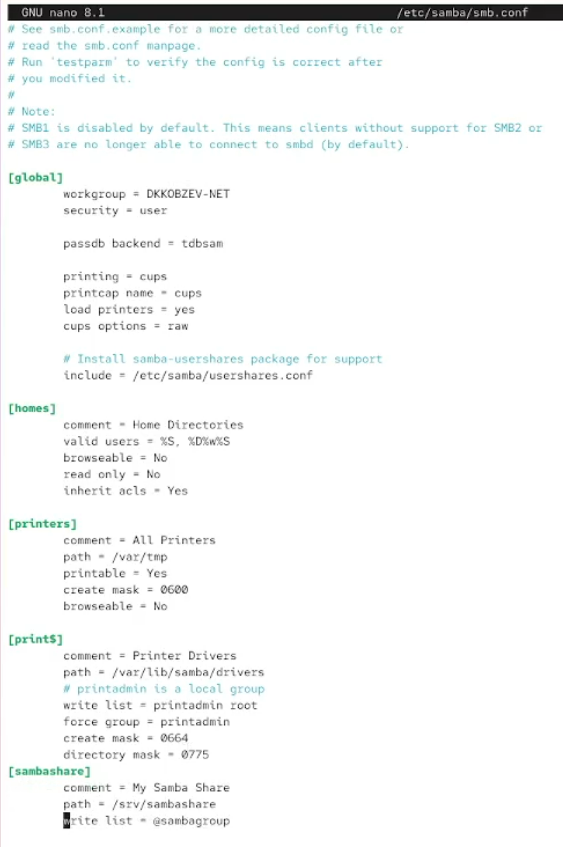 GNU nano 8.1 /etc/samba/smb.conf
# See smb.conf.example for a more detailed config file or
# read the smb.conf manpage.
# Run 'testparm' to verify the config is correct after
# you modified it.
#
# Note:
# SMB1 is disabled by default. This means clients without support for SMB2 or
# SMB3 are no longer able to connect to smbd (by default).
[global]
workgroup = DKKOBZEV-NET
security = user
passdb backend = tdbsam
printing = cups
printcap name = cups
load printers = yes
cups options = raw
# Install samba-usershares package for support
include = /etc/samba/usershares.conf
[homes]
comment = Home Directories
valid users = %S, %D%w%S
browseable = No
read only = No
inherit acls = Yes
[printers]
comment = All Printers
path = /var/tmp
printable = Yes
create mask = 0600
browseable = No
[print$]
comment = Printer Drivers
path = /var/lib/samba/drivers
# printadmin is a local group
write list = printadmin root
force group = printadmin
create mask = 0664
directory mask = 0775
[sambashare]
comment = My Samba Share
path = /srv/sambashare
write list = @sambagroup